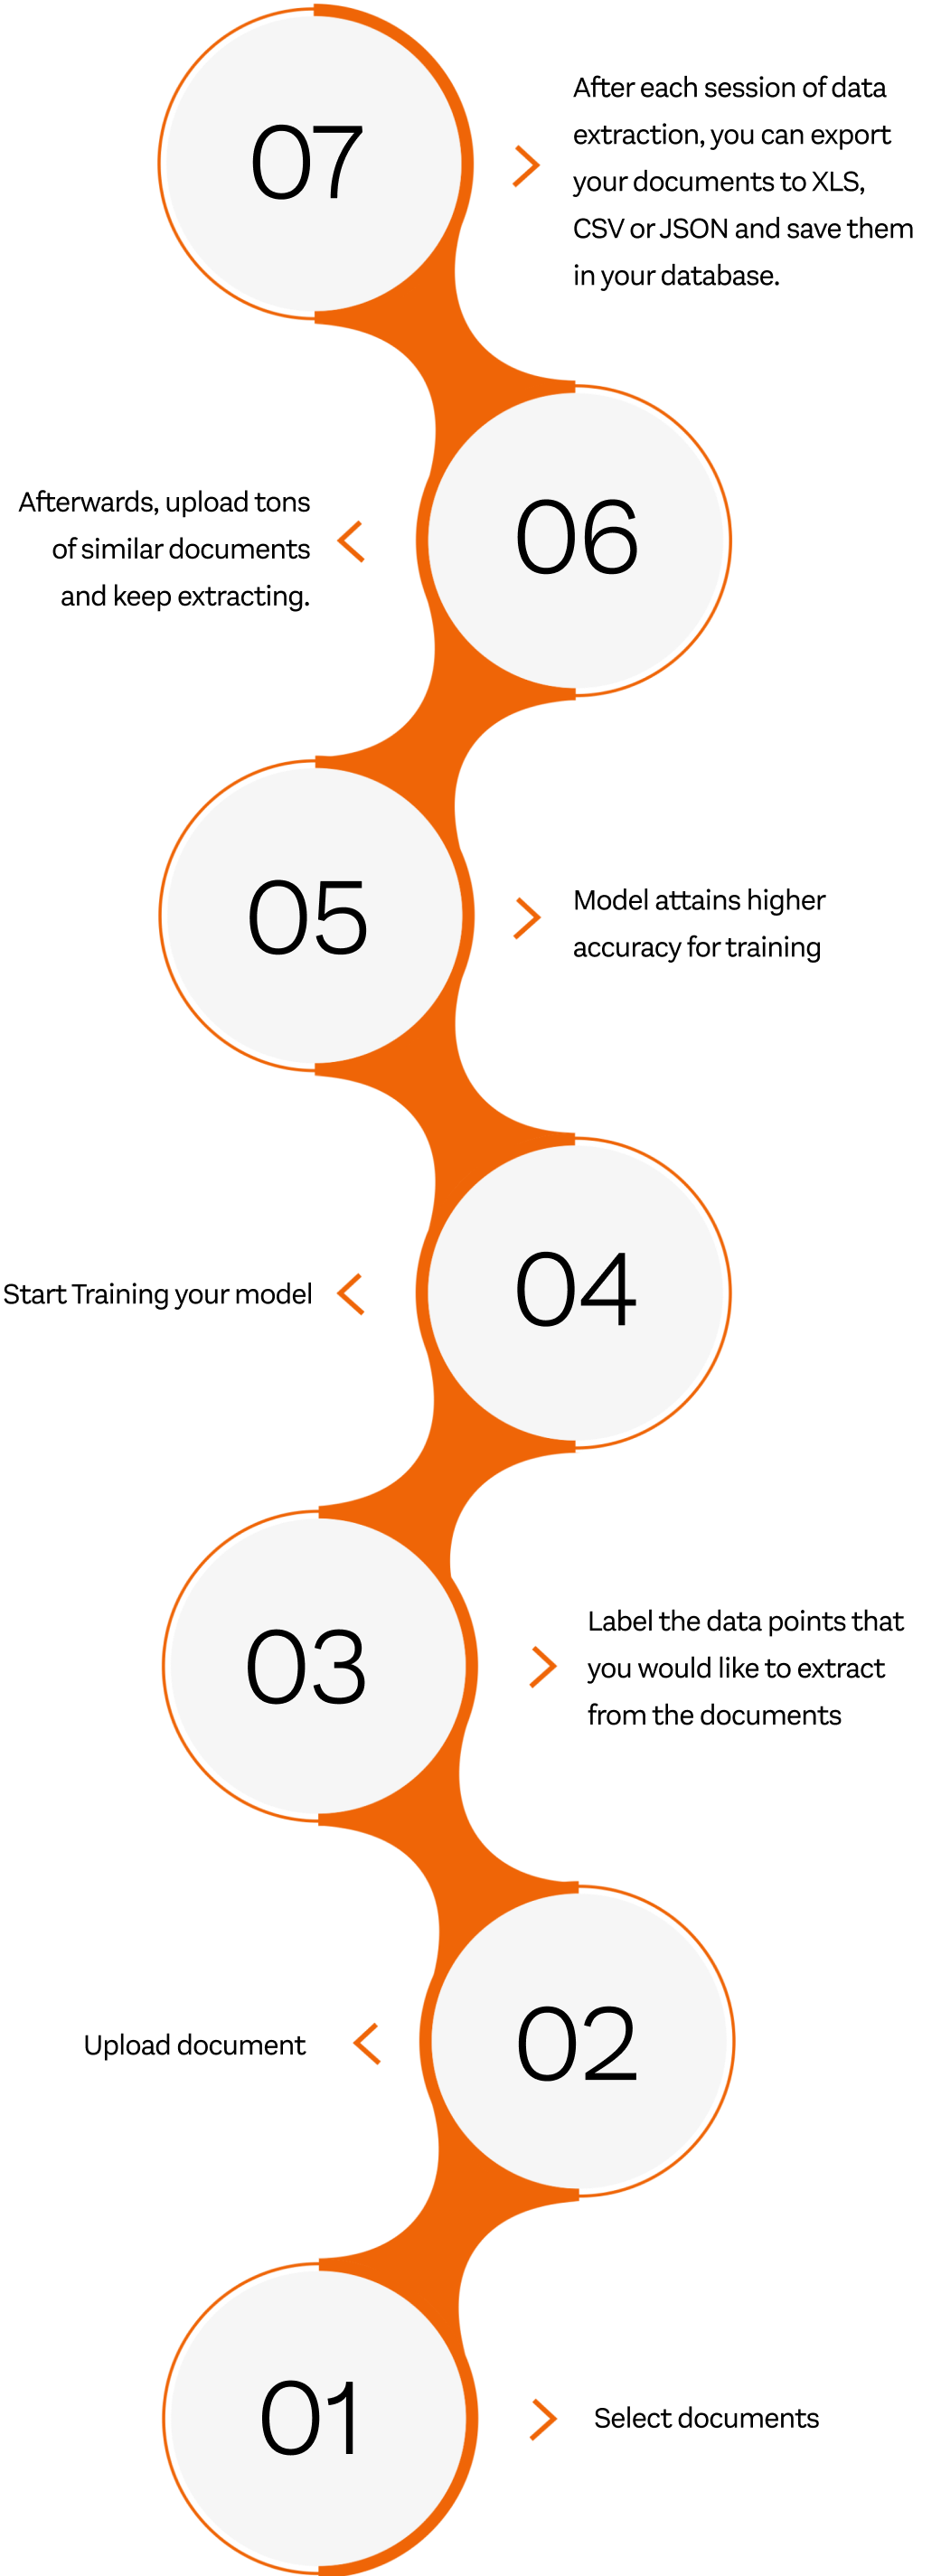 07
After each session of data
extraction, you can export
your documents to XLS,
CSV or JSON and save them
in your database.
06
Afterwards, upload tons
of similar documents
and keep extracting.
05
Model attains higher
accuracy for training
04
Start Training your model
03
Label the data points that
you would like to extract
from the documents
02
Upload document
01
Select documents